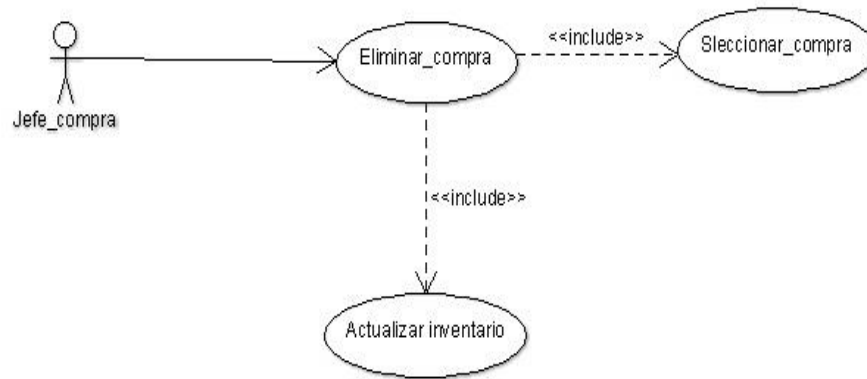 <<include>>
Sleccionar_compra
Eliminar_compra
Jefe_compra
<<include>>
Actualizar inventario